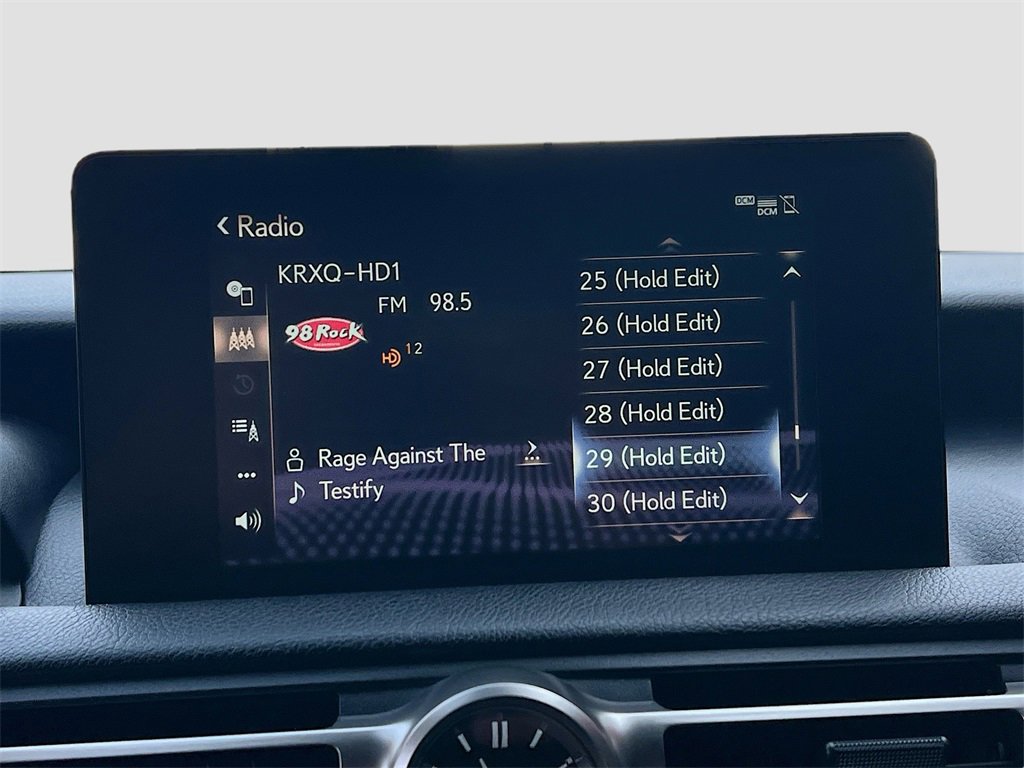 Radio
DCM
DCM
KRXQ-HD1
FM 98.5
98 Rock
HD 1 2
Rage Against The
Testify
25 (Hold Edit)
26 (Hold Edit)
27 (Hold Edit)
28 (Hold Edit)
29 (Hold Edit)
30 (Hold Edit)